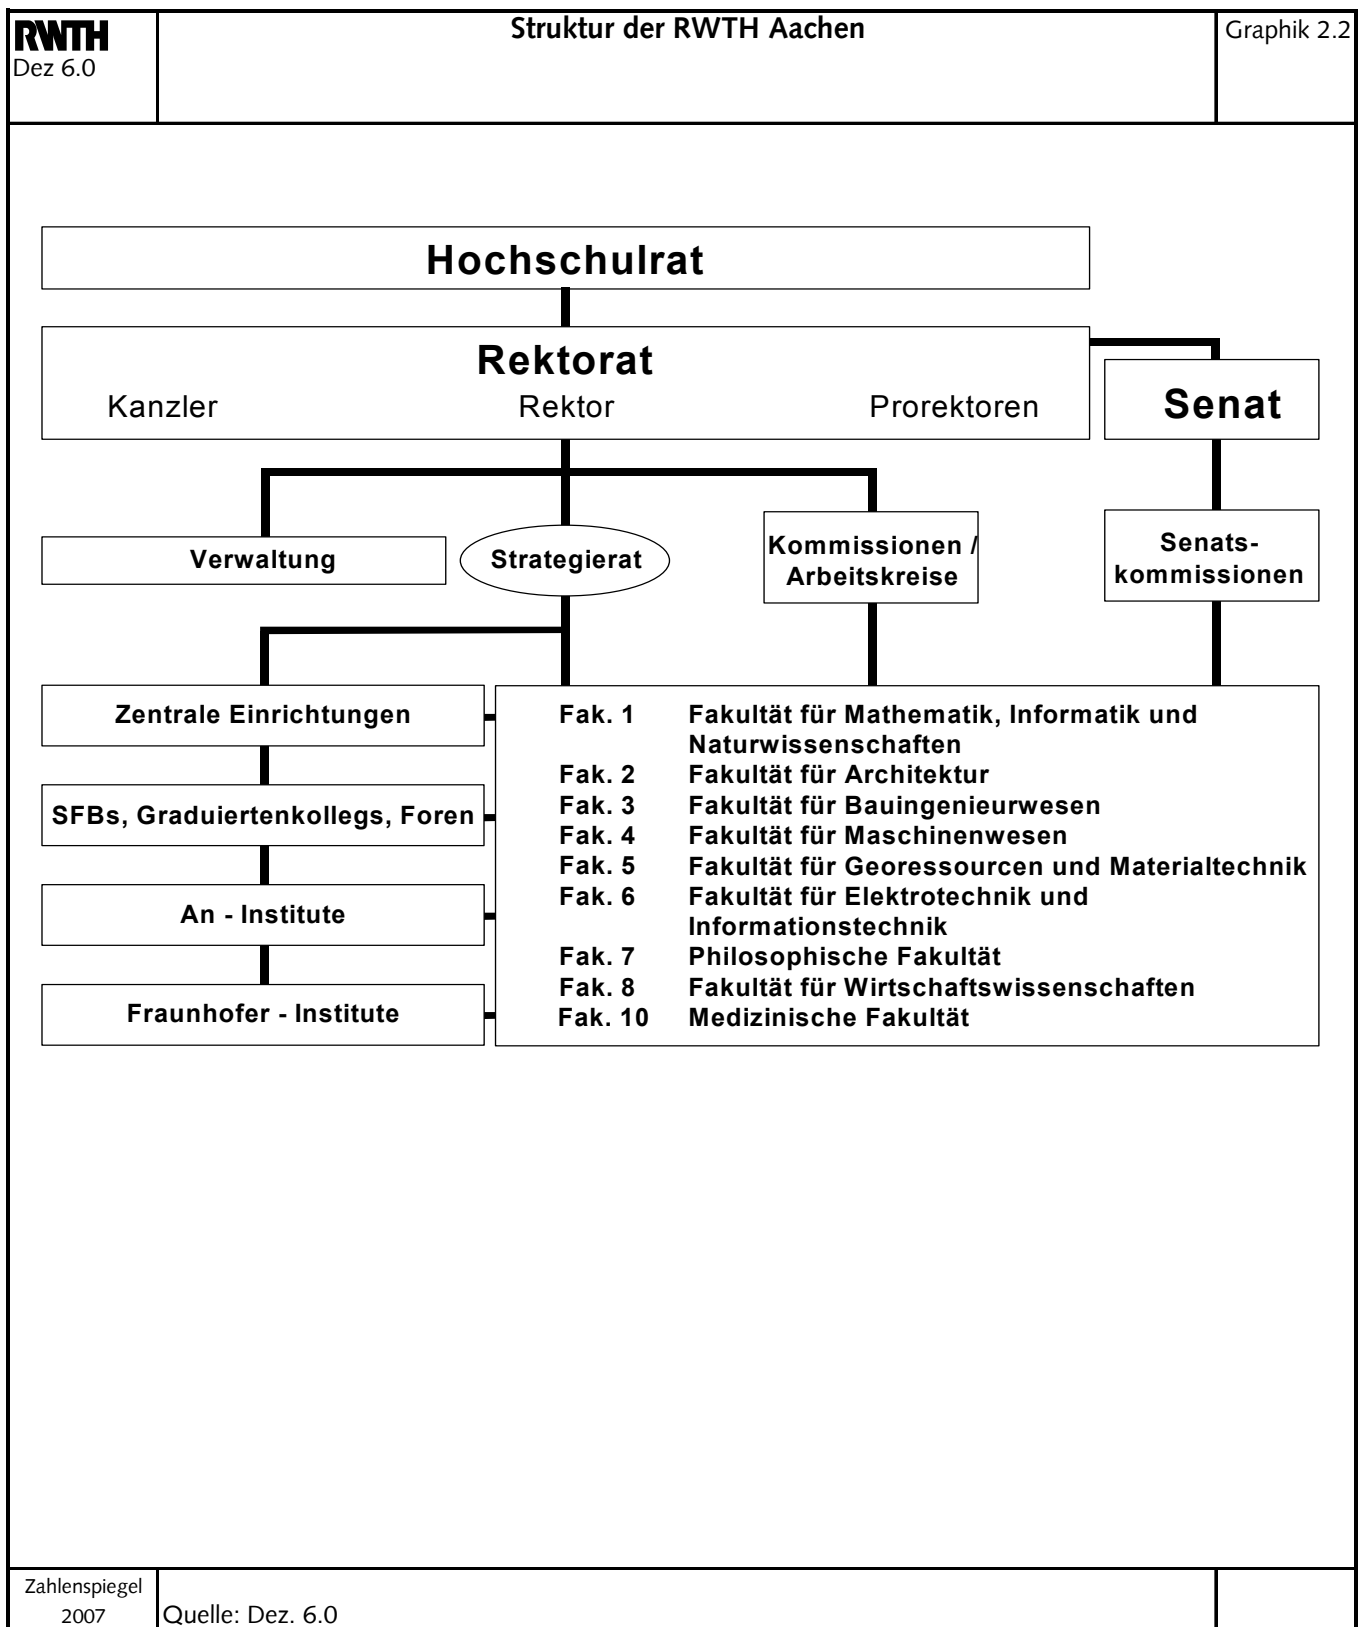 RWTH
Dez 6.0
Struktur der RWTH Aachen
Graphik 2.2
Hochschulrat
Rektorat
Kanzler Rektor Prorektoren
Senat
Verwaltung
Strategierat
Kommissionen /
Arbeitskreise
Senats-
kommissionen
Zentrale Einrichtungen
SFBs, Graduiertenkollegs, Foren
An - Institute
Fraunhofer - Institute
Fak. 1 Fakultät für Mathematik, Informatik und
Naturwissenschaften
Fak. 2 Fakultät für Architektur
Fak. 3 Fakultät für Bauingenieurwesen
Fak. 4 Fakultät für Maschinenwesen
Fak. 5 Fakultät für Georessourcen und Materialtechnik
Fak. 6 Fakultät für Elektrotechnik und
Informationstechnik
Fak. 7 Philosophische Fakultät
Fak. 8 Fakultät für Wirtschaftswissenschaften
Fak. 10 Medizinische Fakultät
Zahlenspiegel
2007
Quelle: Dez. 6.0